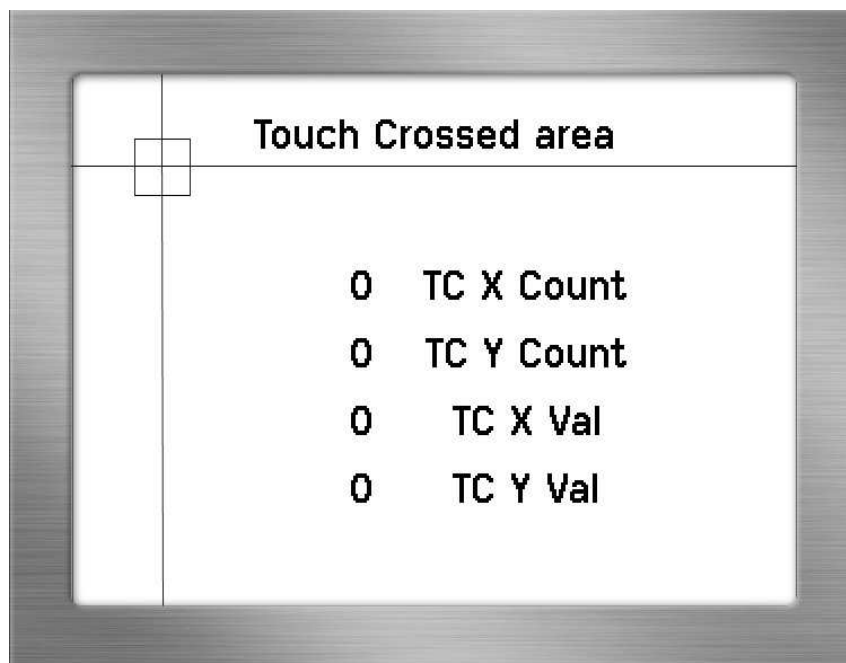 Touch Crossed area
0 TC X Count
0 TC Y Count
0 TC X Val
0 TC Y Val